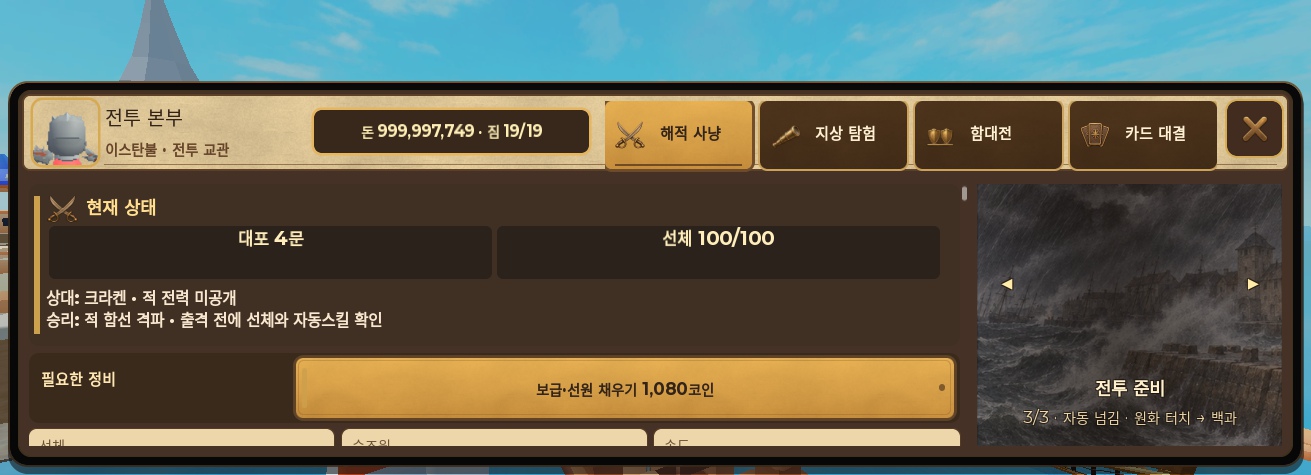 전투 본부
이스탄불 · 전투 교관
돈 999,997,749 · 짐 19/19
해적 사냥
지상 탐험
함대전
카드 대결
현재 상태
대포 4문
선체 100/100
상대: 크라켄 • 적 전력 미공개
승리: 적 함선 격파 • 출격 전에 선체와 자동스킬 확인
필요한 정비
보급·선원 채우기 1,080코인
전투 준비
3/3 · 자동 넘김 · 원화 터치 → 백과